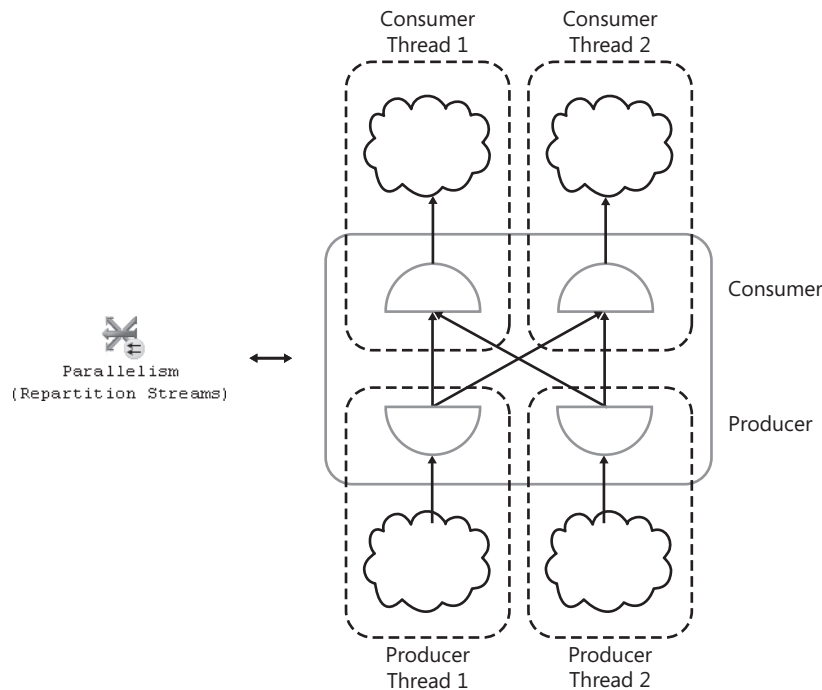 Consumer
Thread 1
Consumer
Thread 2
Consumer
Parallelism
(Repartition Streams)
Producer
Producer
Thread 1
Producer
Thread 2